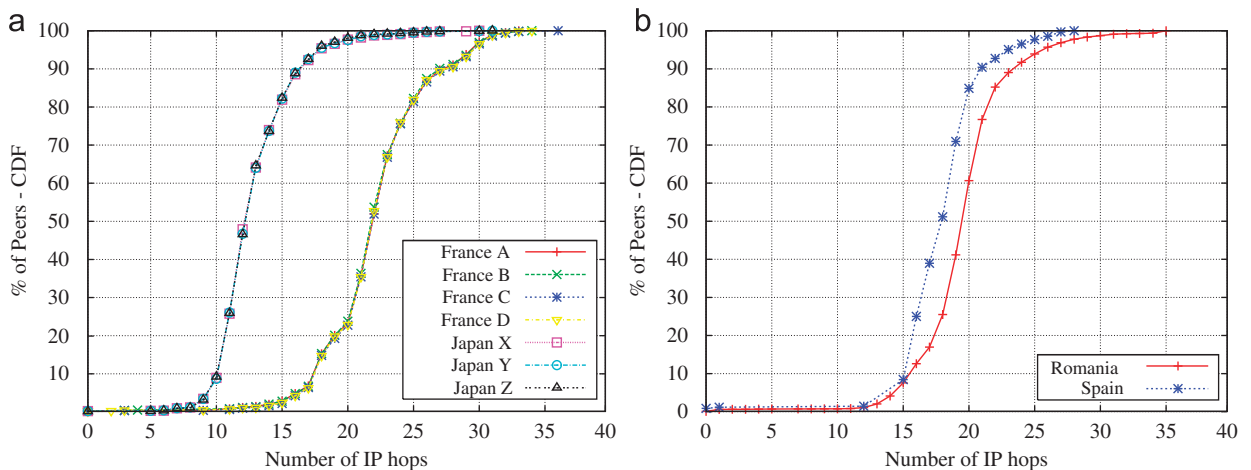 a
% of Peers - CDF
100
90
80
70
60
50
40
30
20
10
0
0 5 10 15 20 25 30 35 40
Number of IP hops
France A
France B
France C
France D
Japan X
Japan Y
Japan Z
b
% of Peers - CDF
100
90
80
70
60
50
40
30
20
10
0
0 5 10 15 20 25 30 35 40
Number of IP hops
Romania
Spain